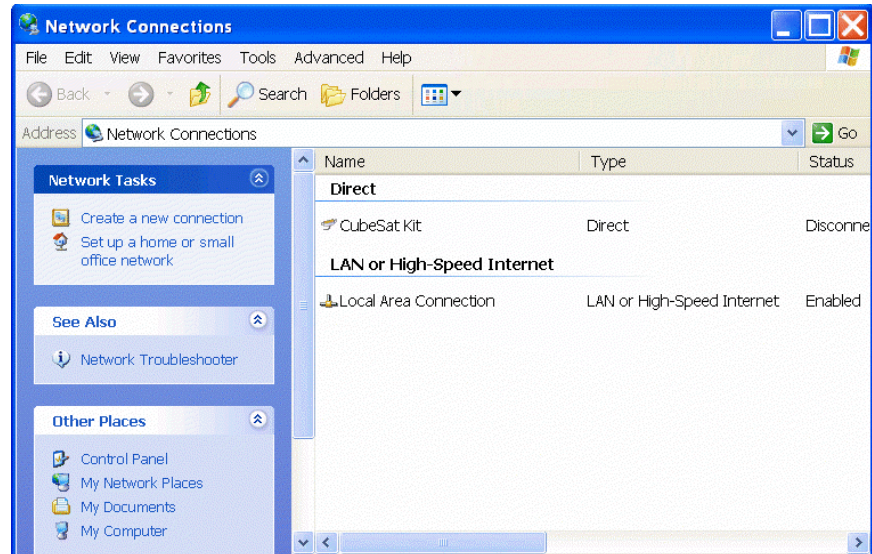 Network Connections
File Edit View Favorites Tools Advanced Help
Back Search Folders
Address Network Connections Go
Network Tasks
Create a new connection
Set up a home or small
office network
See Also
Network Troubleshooter
Other Places
Control Panel
My Network Places
My Documents
My Computer
Name Type Status
Direct
CubeSat Kit Direct Disconne
LAN or High-Speed Internet
Local Area Connection LAN or High-Speed Internet Enabled